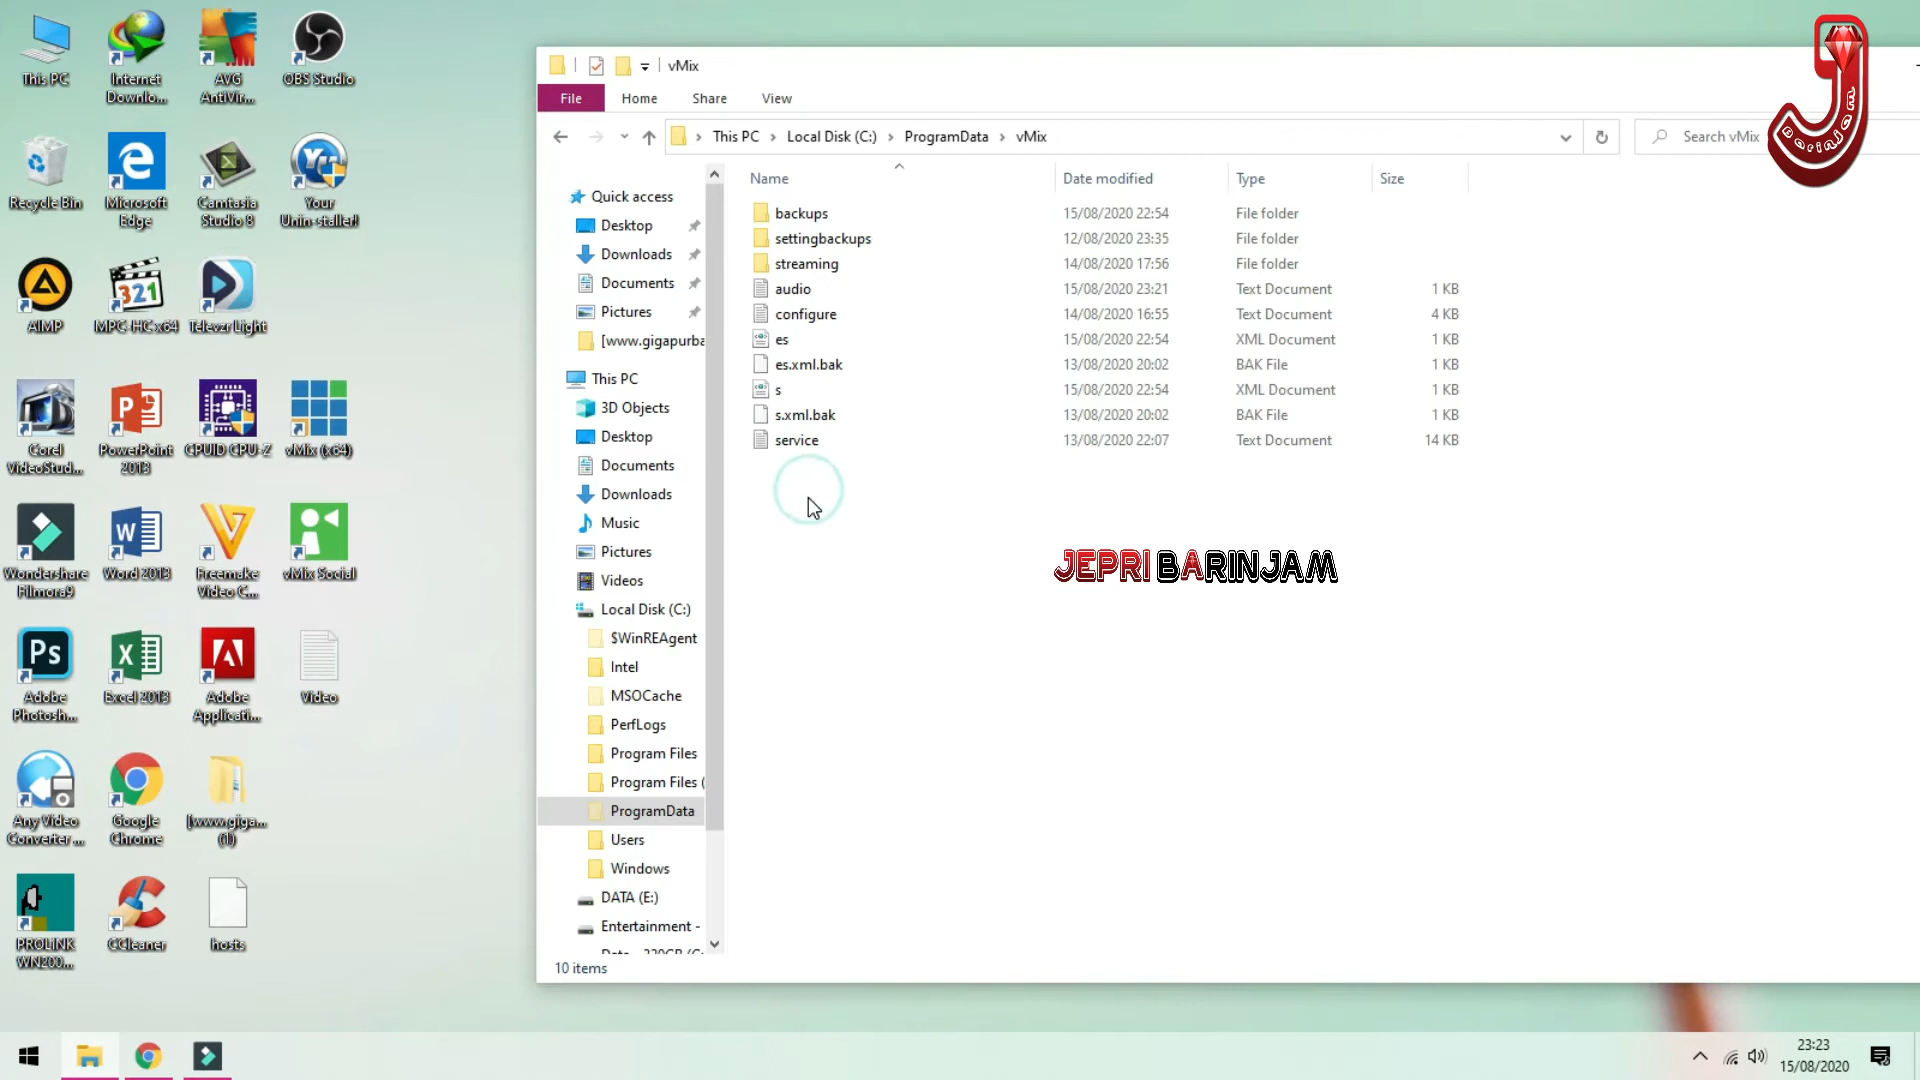 This PC
Internet
Downlo...
AVG
AntiVir...
OBS Studio
Recycle Bin
Microsoft
Edge
Camtasia
Studio 8
Your
Unin-staller!
AIMP
MPC-HC x64
Televzr Light
Corel
VideoStud...
PowerPoint
2013
CPUID CPU-Z
vMix (x64)
Wondershare
Filmora9
Word 2013
Freemake
Video C...
vMix Social
Adobe
Photosh...
Excel 2013
Adobe
Applicati...
Video
Any Video
Converter ...
Google
Chrome
[www.giga...
(1)
PROLiNK
WN200...
CCleaner
hosts
vMix
File Home Share View
This PC > Local Disk (C:) > ProgramData > vMix
Search vMix
Barinjam
Quick access
Desktop
Downloads
Documents
Pictures
[www.gigapurba
This PC
3D Objects
Desktop
Documents
Downloads
Music
Pictures
Videos
Local Disk (C:)
$WinREAgent
Intel
MSOCache
PerfLogs
Program Files
Program Files (
ProgramData
Users
Windows
DATA (E:)
Entertainment -
Name Date modified Type Size
backups 15/08/2020 22:54 File folder
settingbackups 12/08/2020 23:35 File folder
streaming 14/08/2020 17:56 File folder
audio 15/08/2020 23:21 Text Document 1 KB
configure 14/08/2020 16:55 Text Document 4 KB
es 15/08/2020 22:54 XML Document 1 KB
es.xml.bak 13/08/2020 20:02 BAK File 1 KB
s 15/08/2020 22:54 XML Document 1 KB
s.xml.bak 13/08/2020 20:02 BAK File 1 KB
service 13/08/2020 22:07 Text Document 14 KB
JEPRI BARINJAM
10 items
23:23
15/08/2020